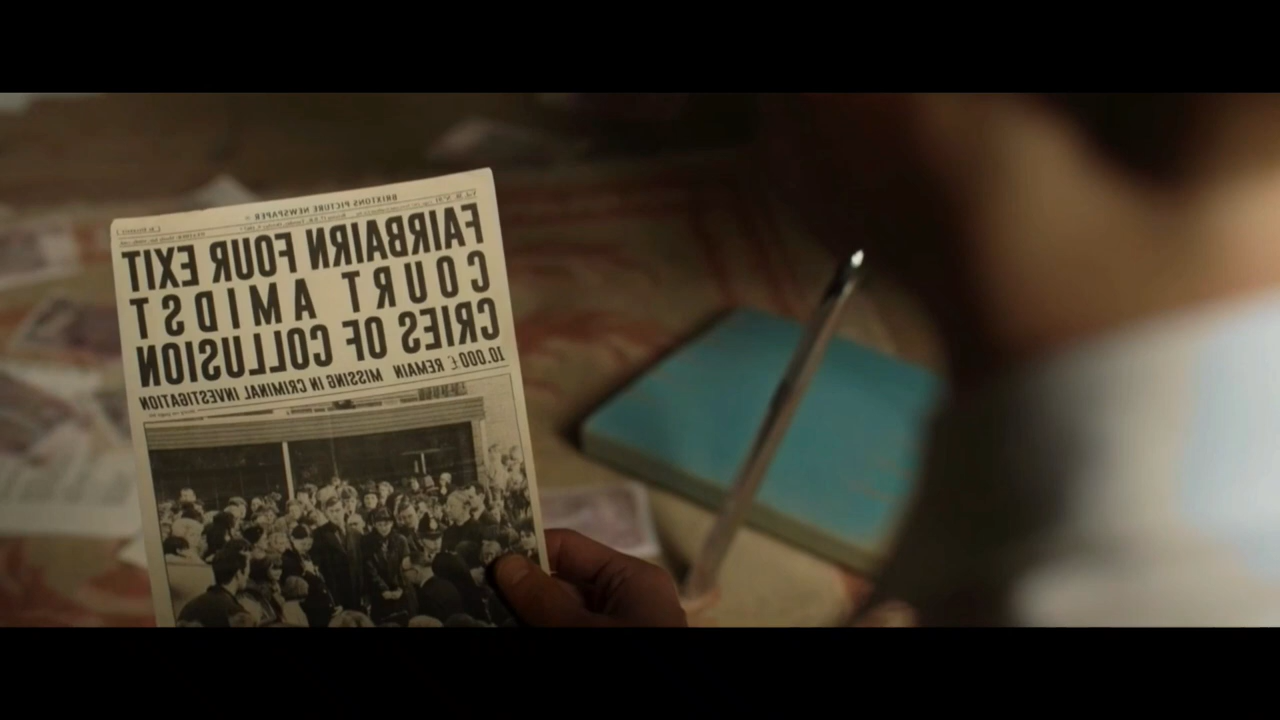 BRIXTONS PICTURE NEWSPAPER
FAIRBAIRN FOUR EXIT
COURT AMIDST
CRIES OF COLLUSION
10.000£ REMAIN MISSING IN CRIMINAL INVESTIGATION